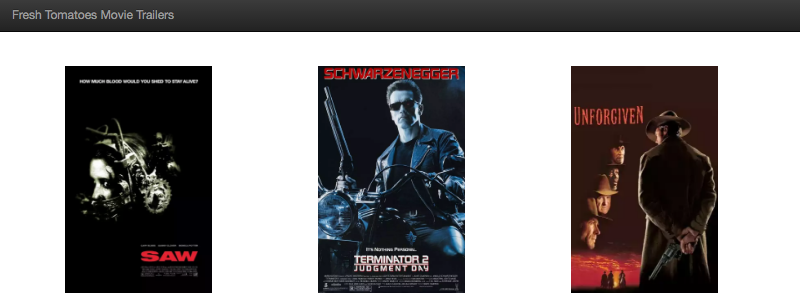 Fresh Tomatoes Movie Trailers
HOW MUCH BLOOD WOULD YOU SHED TO STAY ALIVE?
SAW
SCHWARZENEGGER
IT'S NOTHING PERSONAL.
TERMINATOR 2
JUDGMENT DAY
UNFORGIVEN